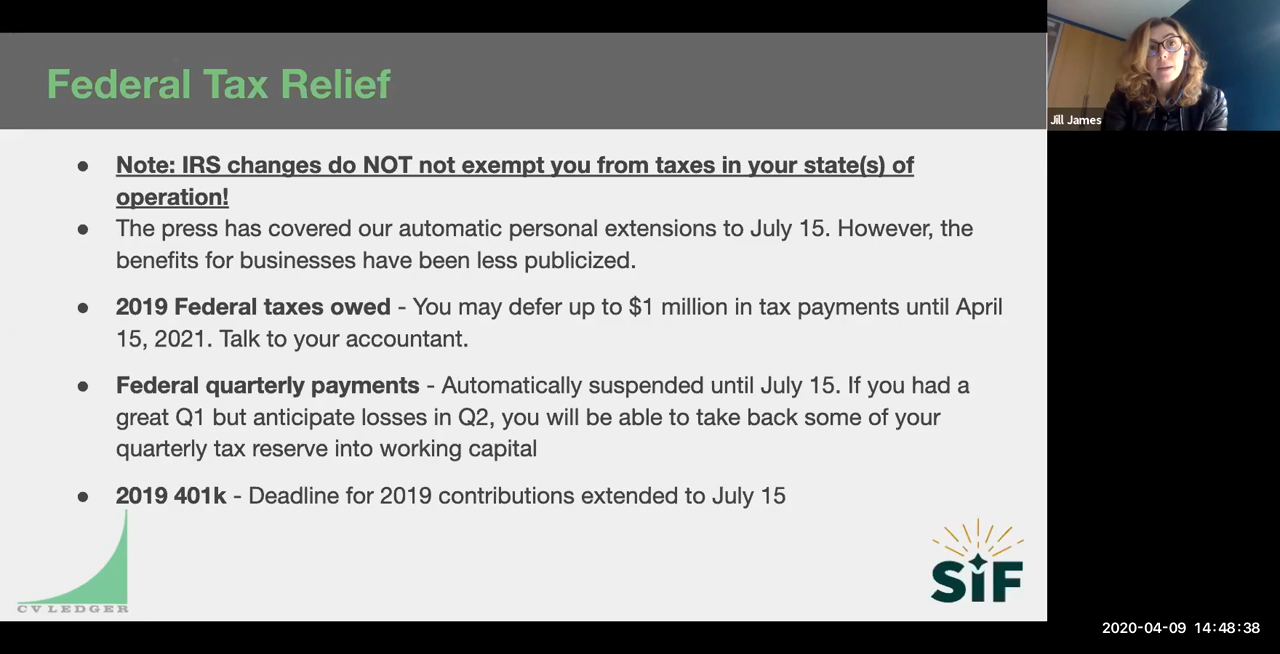 Federal Tax Relief
Jill James
● Note: IRS changes do NOT not exempt you from taxes in your state(s) of
operation!
● The press has covered our automatic personal extensions to July 15. However, the
benefits for businesses have been less publicized.
● 2019 Federal taxes owed - You may defer up to $1 million in tax payments until April
15, 2021. Talk to your accountant.
● Federal quarterly payments - Automatically suspended until July 15. If you had a
great Q1 but anticipate losses in Q2, you will be able to take back some of your
quarterly tax reserve into working capital
● 2019 401k - Deadline for 2019 contributions extended to July 15
CV LEDGER
SiF
2020-04-09 14:48:38